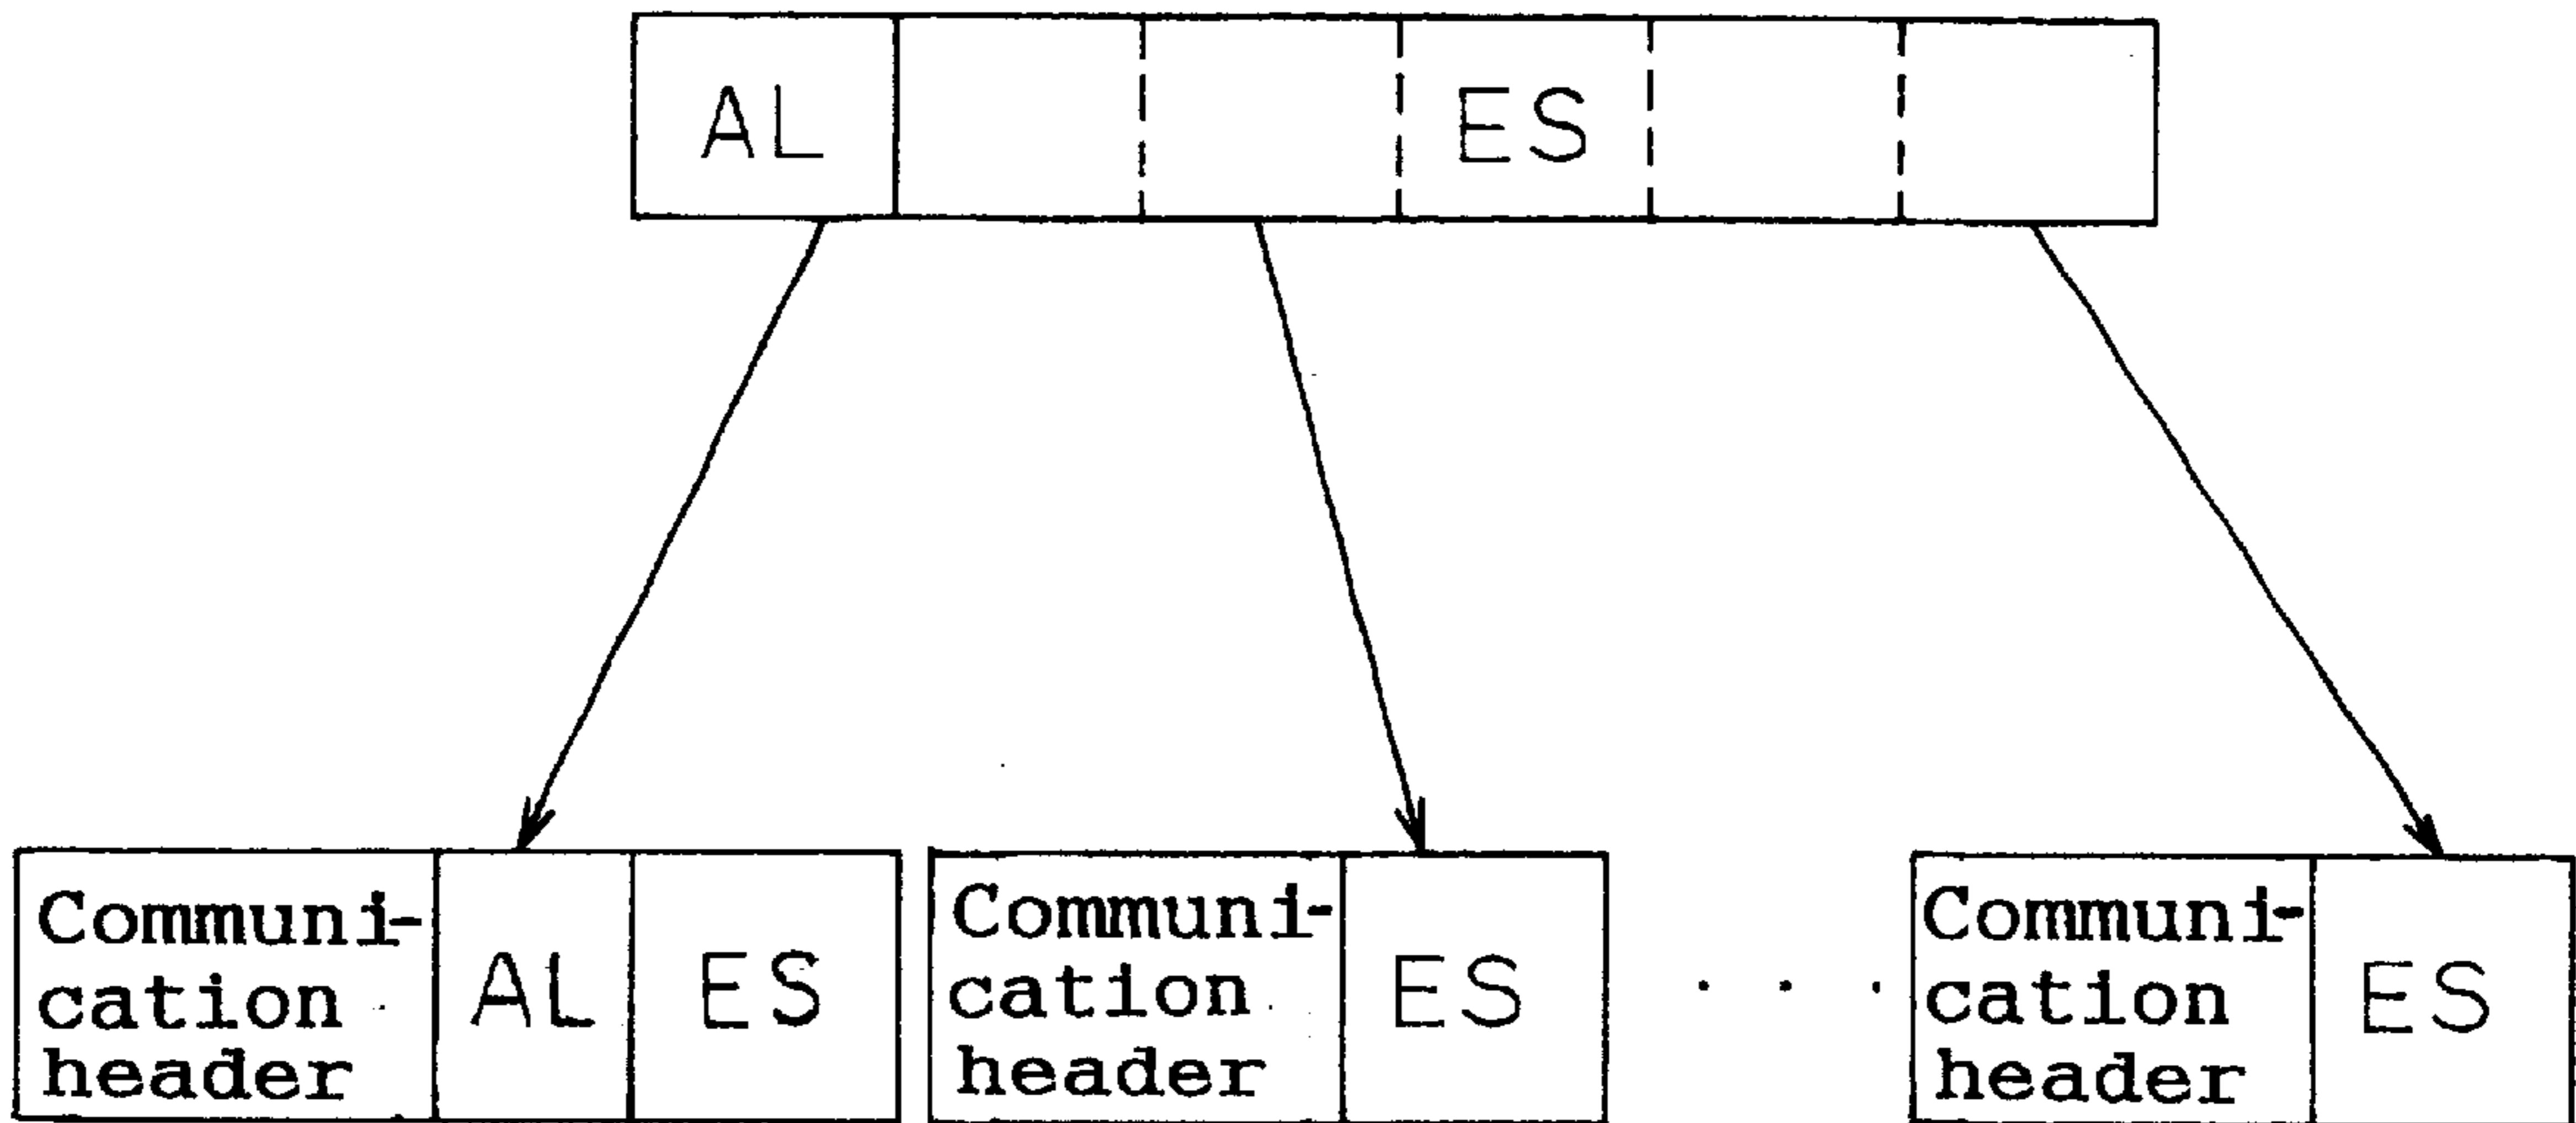 AL ES
Communi-
cation
header
AL ES
Communi-
cation
header
ES
. . .
Communi-
cation
header
ES